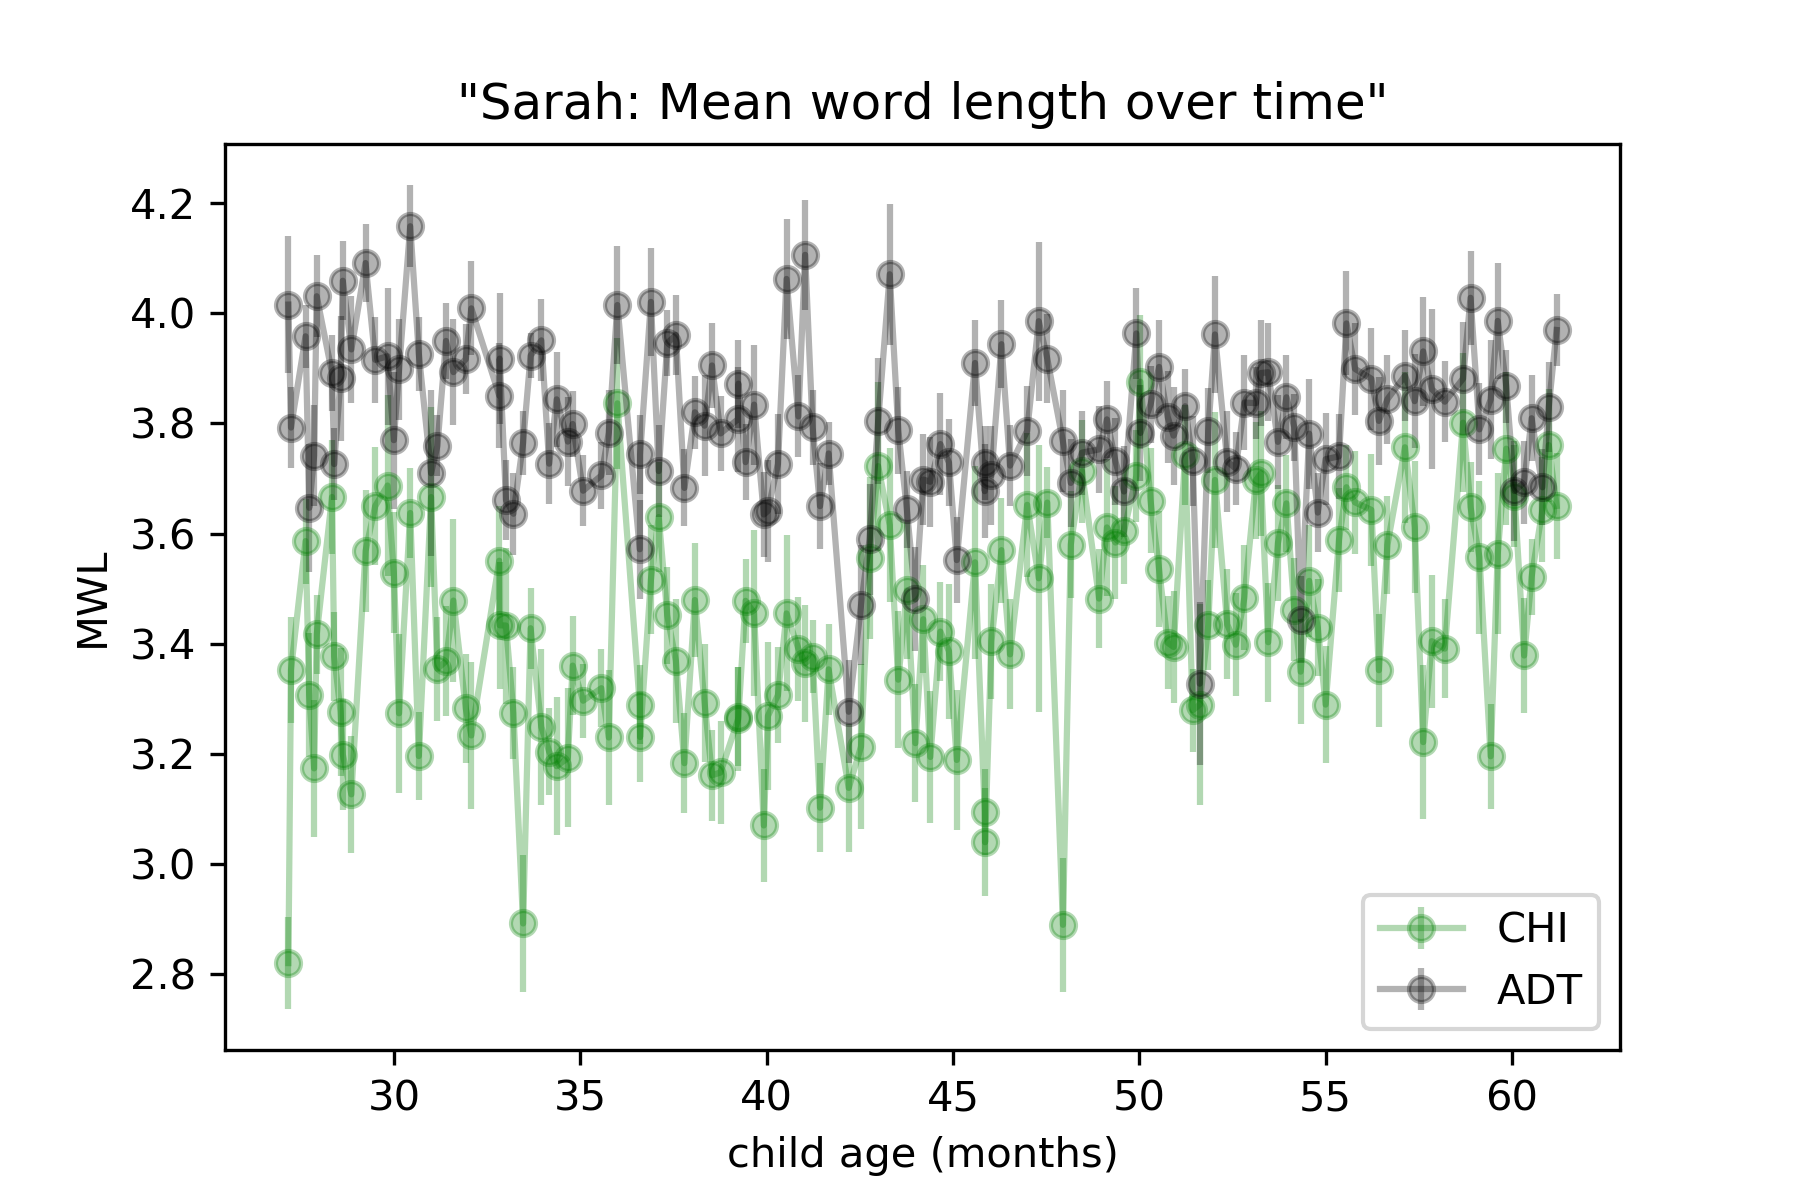 "Sarah: Mean word length over time"
MWL
4.2
4.0
3.8
3.6
3.4
3.2
3.0
2.8
30 35 40 45 50 55 60
child age (months)
CHI
ADT